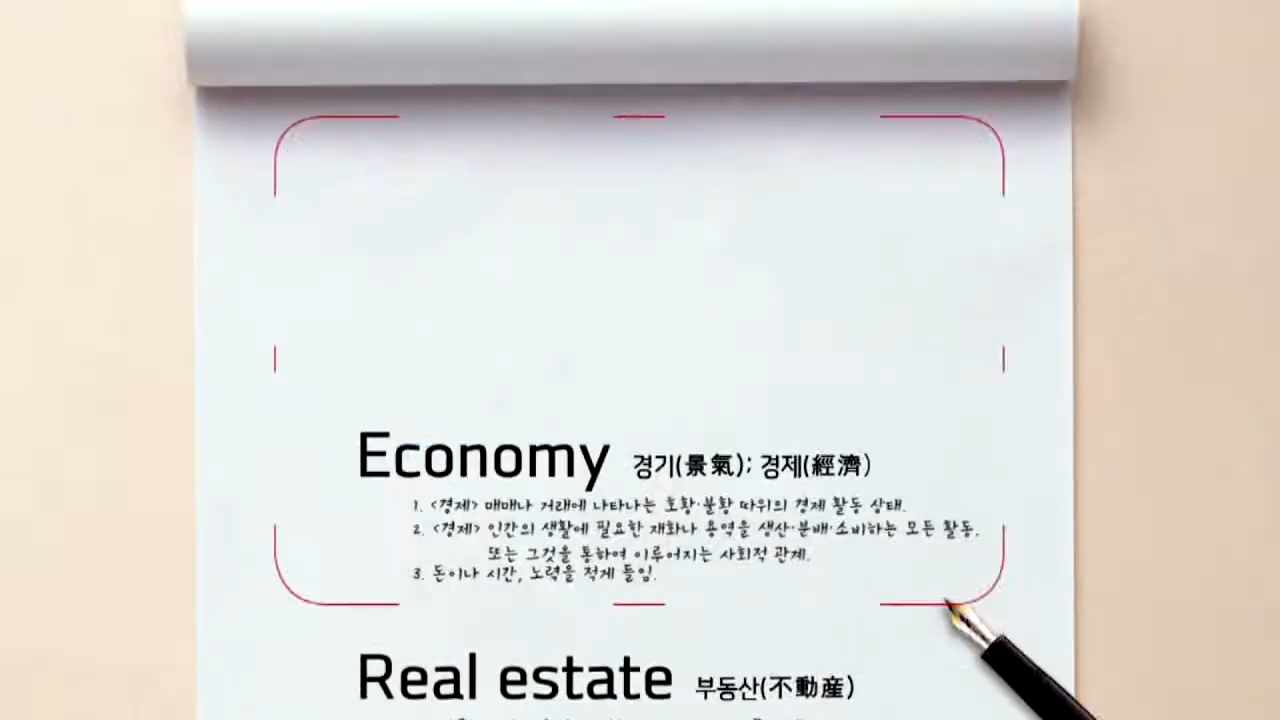 Economy 경기(景氣); 경제(經濟)
1. <경제> 매매나 거래에 나타나는 호황·불황 따위의 경제 활동 상태.
2. <경제> 인간의 생활에 필요한 재화나 용역을 생산·분배·소비하는 모든 활동.
또는 그것을 통하여 이루어지는 사회적 관계.
3. 돈이나 시간, 노력을 적게 들임.
Real estate 부동산(不動産)